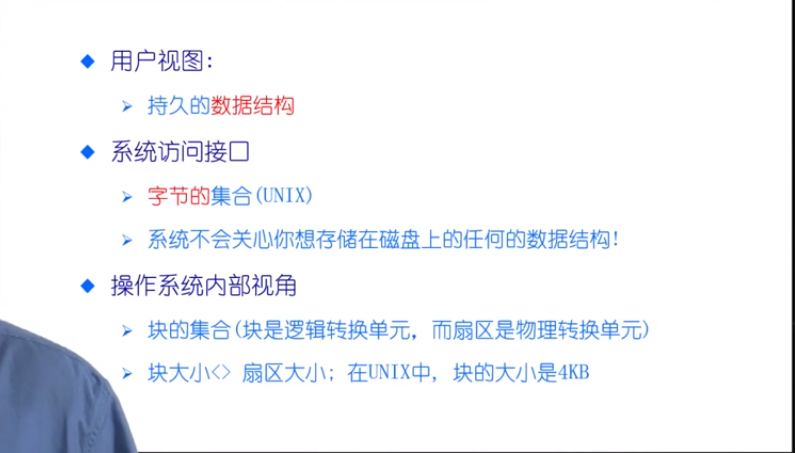 用户视图:
持久的数据结构
系统访问接口
字节的集合(UNIX)
系统不会关心你想存储在磁盘上的任何的数据结构!
操作系统内部视角
块的集合(块是逻辑转换单元，而扇区是物理转换单元)
块大小<> 扇区大小; 在UNIX中, 块的大小是4KB